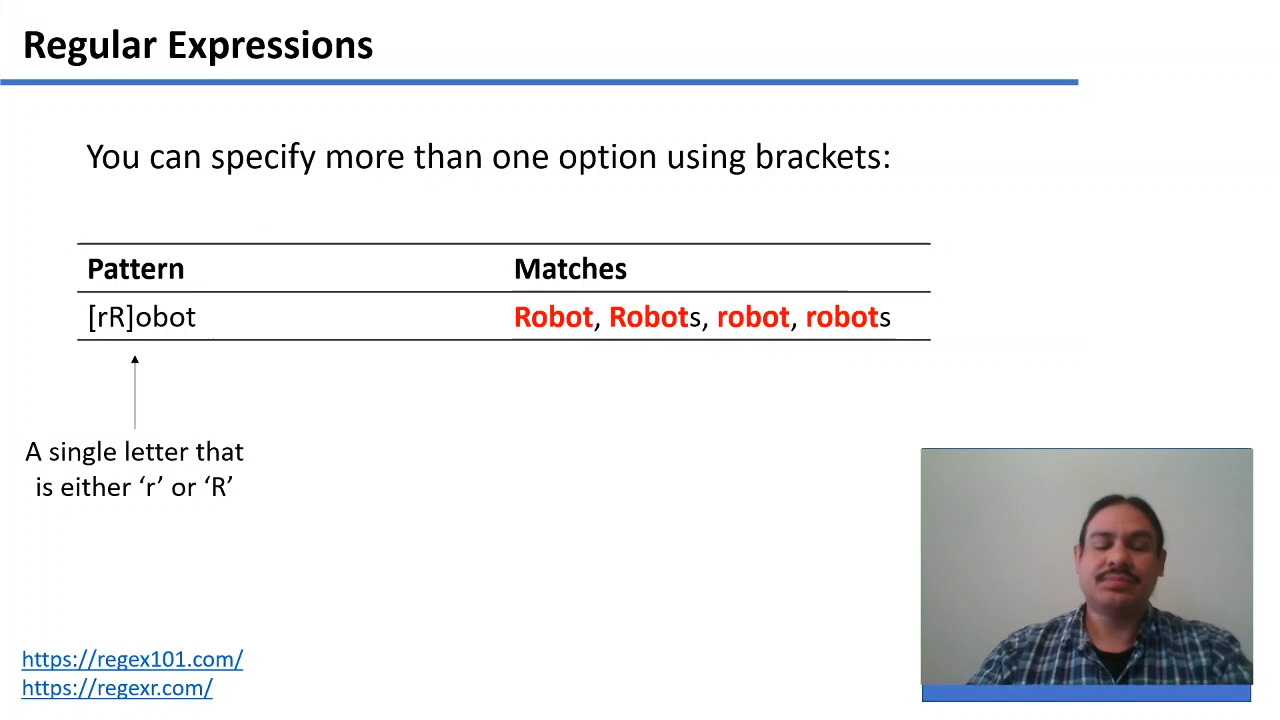 Regular Expressions
You can specify more than one option using brackets:
Pattern Matches
[rR]obot Robot, Robots, robot, robots
A single letter that
is either ‘r’ or ‘R’
https://regex101.com/
https://regexr.com/